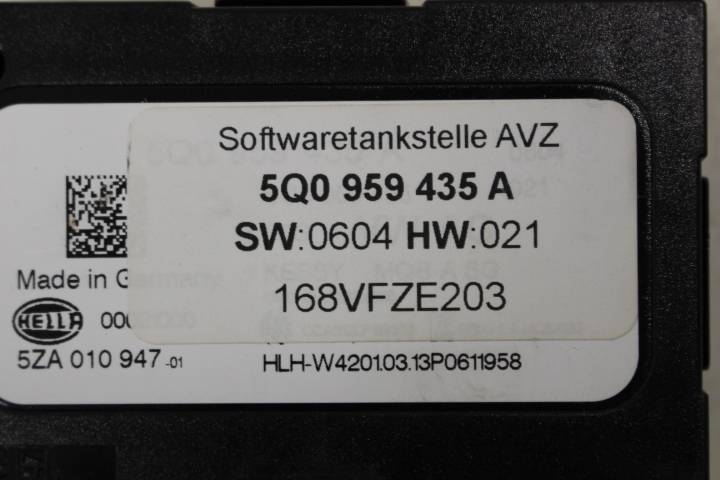 Softwaretankstelle AVZ
5Q0 959 435 A
SW:0604 HW:021
168VFZE203
Made in G
HELLA 00
5ZA 010 947 -01
HLH-W4201.03.13P0611958